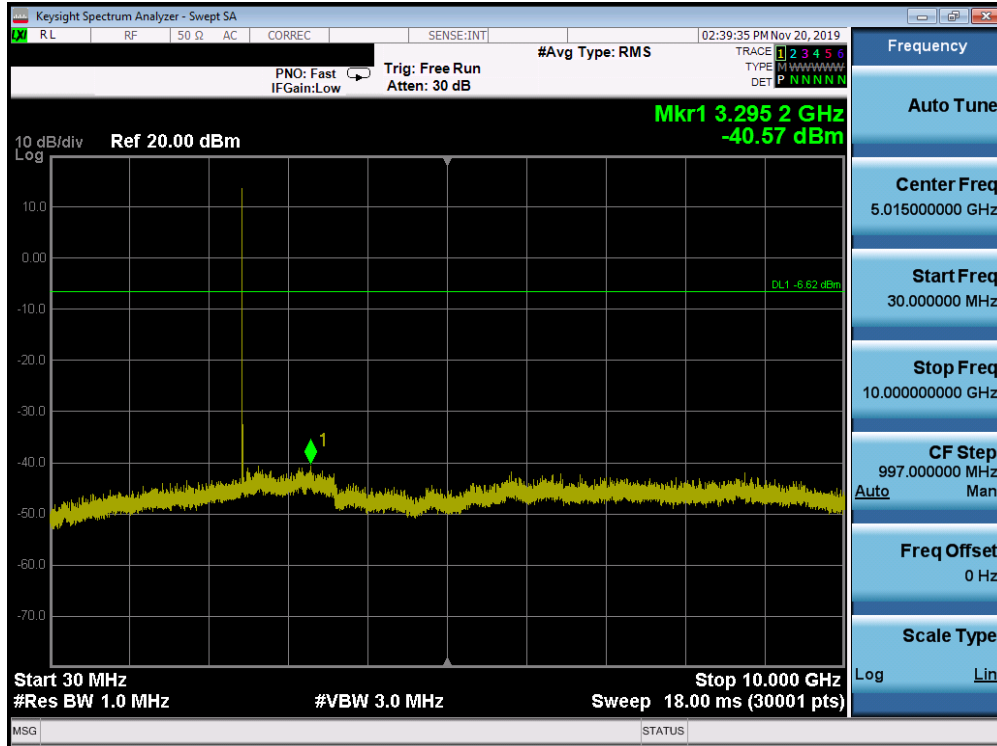 Keysight Spectrum Analyzer - Swept SA
LXI RL RF 50 Ω AC CORREC SENSE:INT 02:39:35 PM Nov 20, 2019
#Avg Type: RMS
TRACE 1 2 3 4 5 6
TYPE M WWWWW
DET P N N N N N
PNO: Fast
IFGain:Low
Trig: Free Run
Atten: 30 dB
Mkr1 3.295 2 GHz
-40.57 dBm
10 dB/div Ref 20.00 dBm
Log
10.0
0.00
DL1 -6.62 dBm
-10.0
-20.0
-30.0
-40.0
1
-50.0
-60.0
-70.0
Start 30 MHz Stop 10.000 GHz
#Res BW 1.0 MHz #VBW 3.0 MHz Sweep 18.00 ms (30001 pts)
MSG STATUS
Frequency
Auto Tune
Center Freq
5.015000000 GHz
Start Freq
30.000000 MHz
Stop Freq
10.000000000 GHz
CF Step
997.000000 MHz
Auto Man
Freq Offset
0 Hz
Scale Type
Log Lin